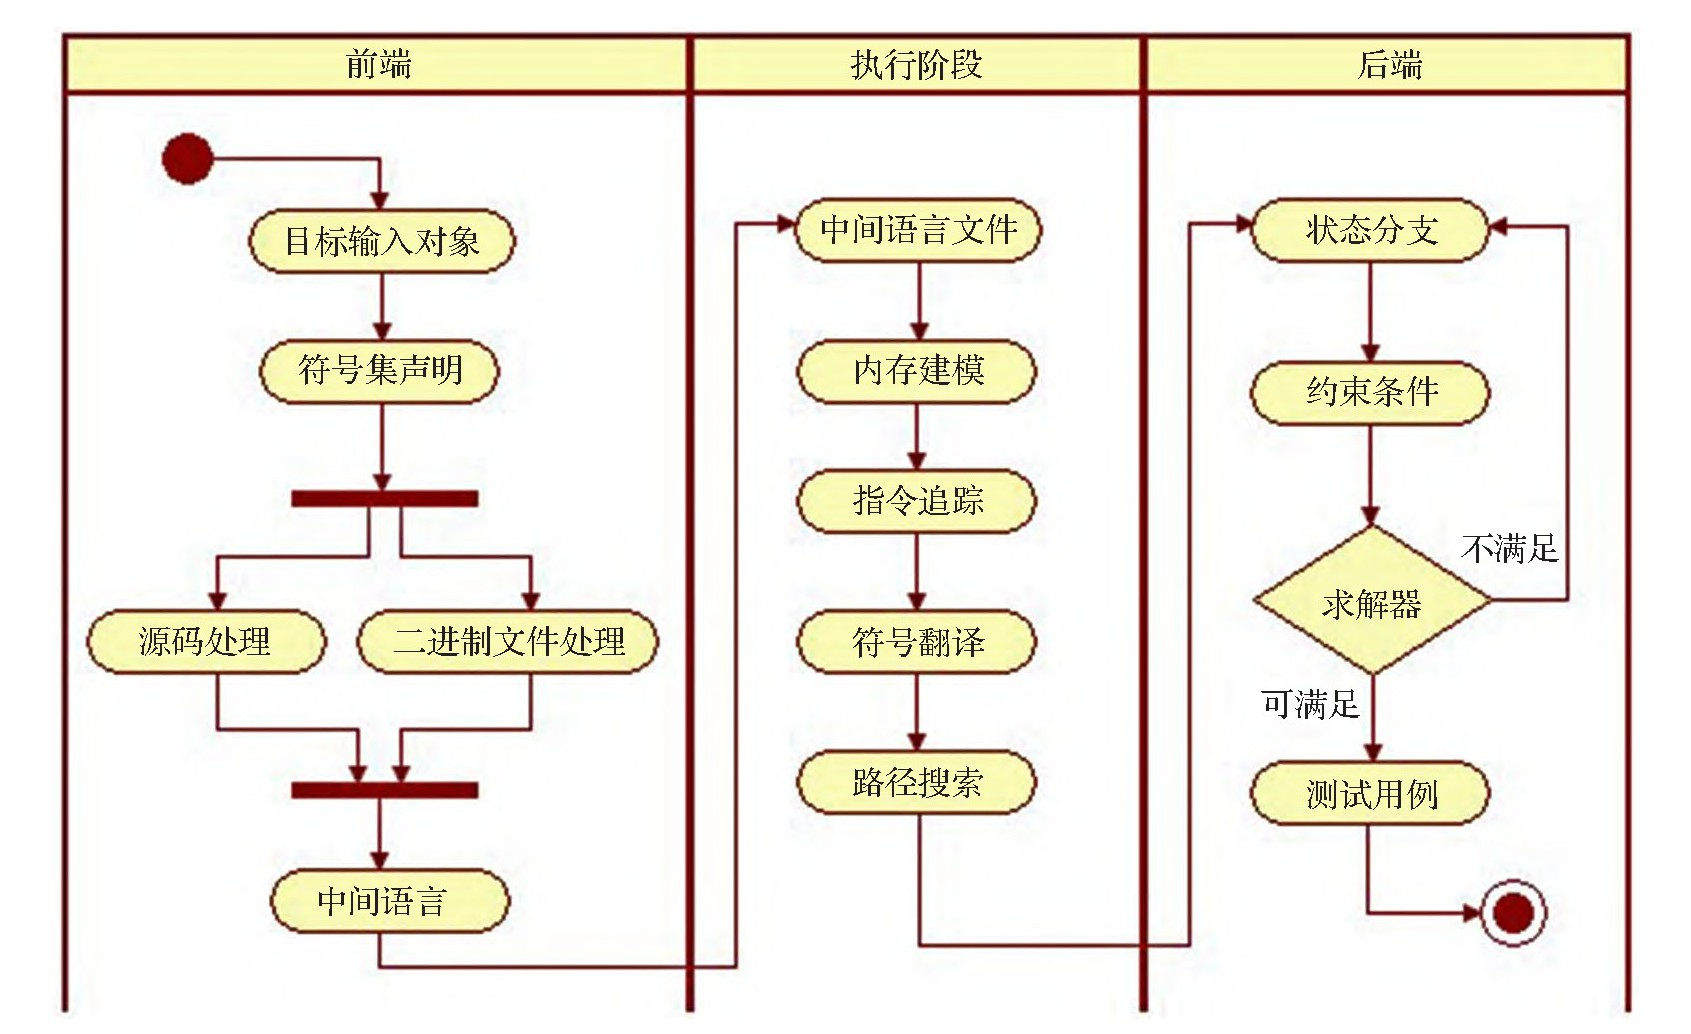 前端
执行阶段
后端
目标输入对象
符号集声明
源码处理
二进制文件处理
中间语言
中间语言文件
内存建模
指令追踪
符号翻译
路径搜索
状态分支
约束条件
求解器
不满足
可满足
测试用例